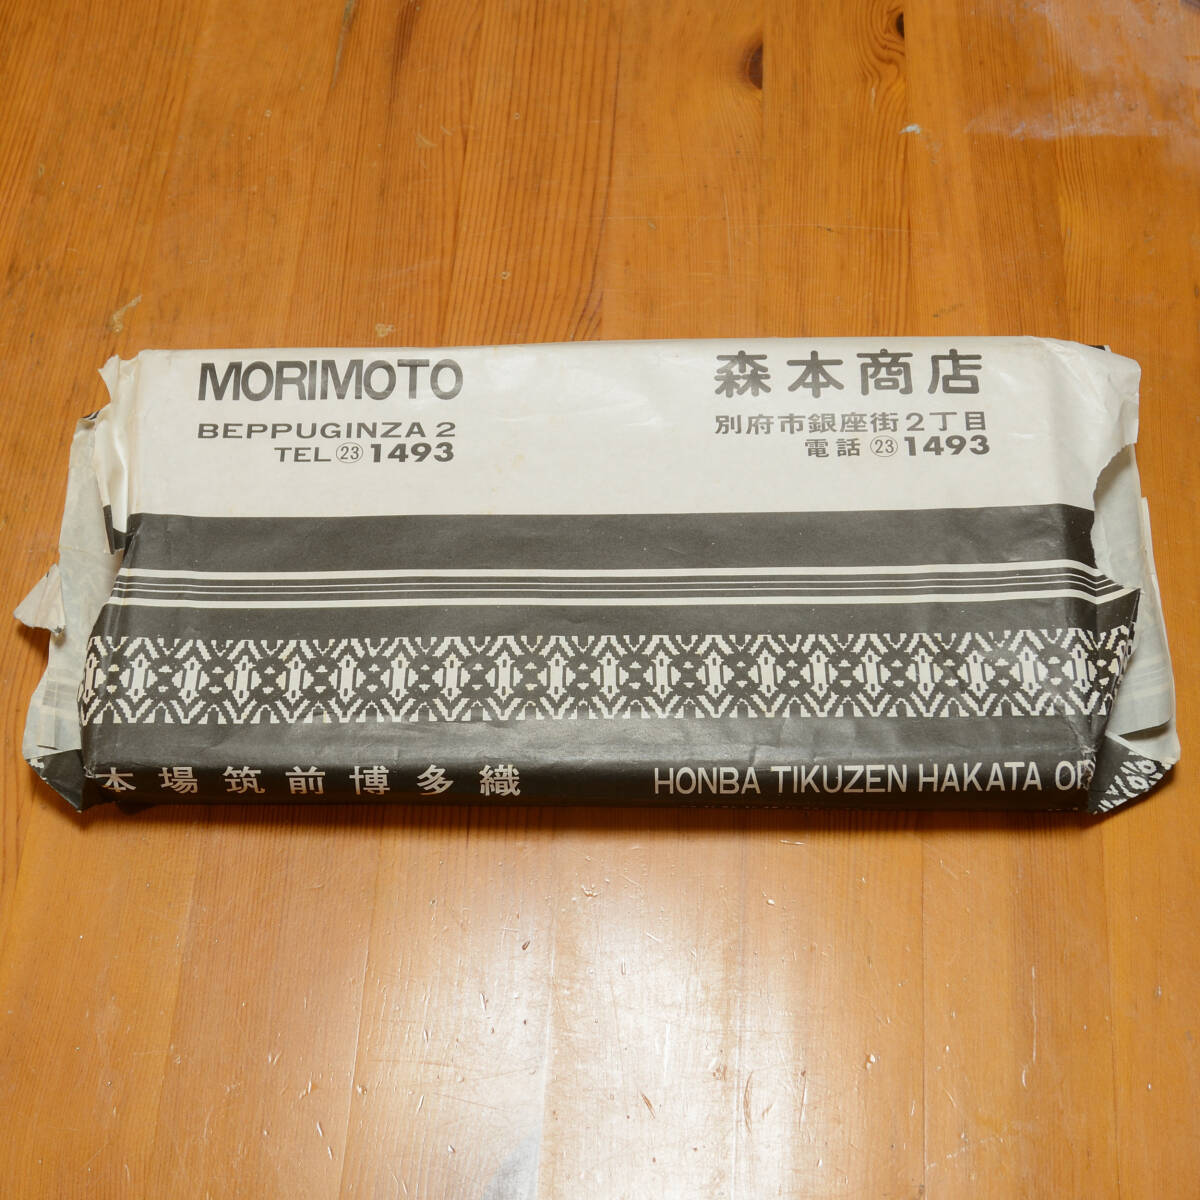 MORIMOTO
BEPPUGINZA 2
TEL ㉓ 1493
森本商店
別府市銀座街2丁目
電話 ㉓ 1493
本場筑前博多織
HONBA TIKUZEN HAKATA